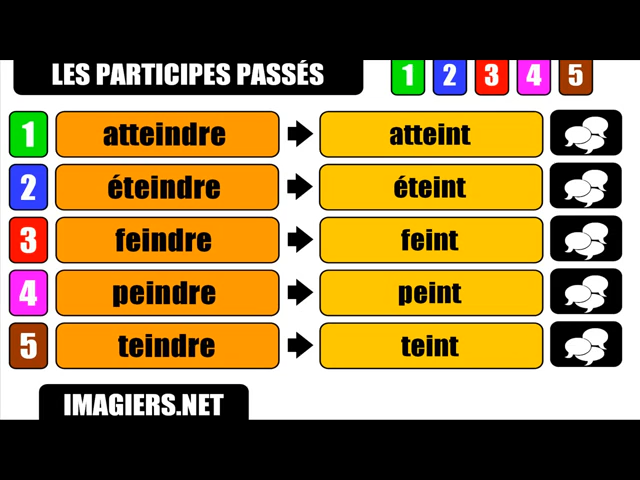 LES PARTICIPES PASSÉS 1 2 3 4 5
1 atteindre atteint
2 éteindre éteint
3 feindre feint
4 peindre peint
5 teindre teint
IMAGIERS.NET